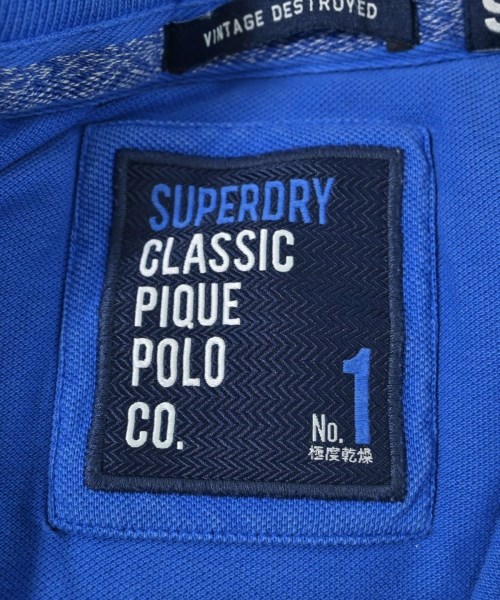 VINTAGE DESTROYED
S
SUPERDRY
CLASSIC
PIQUE
POLO
CO.
No. 1
極度乾燥